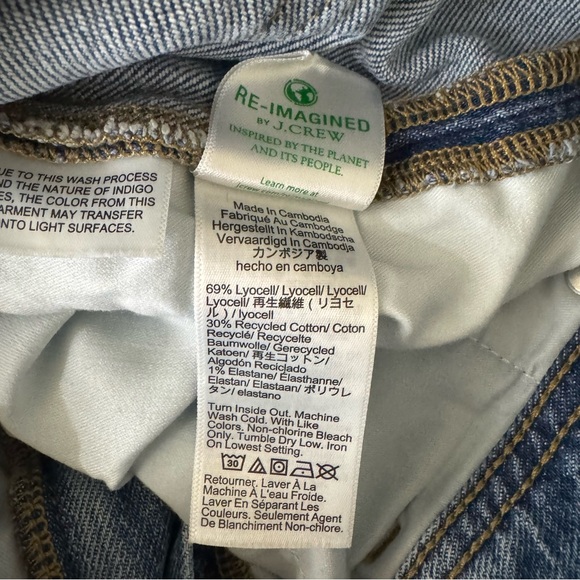 RE-IMAGINED
BY J.CREW
INSPIRED BY THE PLANET
AND ITS PEOPLE.
Learn more at
UE TO THIS WASH PROCESS
ND THE NATURE OF INDIGO
ES, THE COLOR FROM THIS
ARMENT MAY TRANSFER
NTO LIGHT SURFACES.
Made In Cambodia
Fabriqué Au Cambodge
Hergestellt In Kambodscha
Vervaardigd In Cambodja
カンボジア製
hecho en camboya
69% Lyocell/ Lyocell/ Lyocell/
Lyocell/ 再生繊維 ( リヨセ
ル ) / lyocell
30% Recycled Cotton/ Coton
Recyclé/ Recycelte
Baumwolle/ Gerecycled
Katoen/ 再生コットン/
Algodón Reciclado
1% Elastane/ Élasthanne/
Elastan/ Elastaan/ ポリウレ
タン/ elastano
Turn Inside Out. Machine
Wash Cold. With Like
Colors. Non-chlorine Bleach
Only. Tumble Dry Low. Iron
On Lowest Setting.
30
Retourner. Laver À La
Machine À L'eau Froide.
Laver En Séparant Les
Couleurs. Seulement Agent
De Blanchiment Non-chlore.